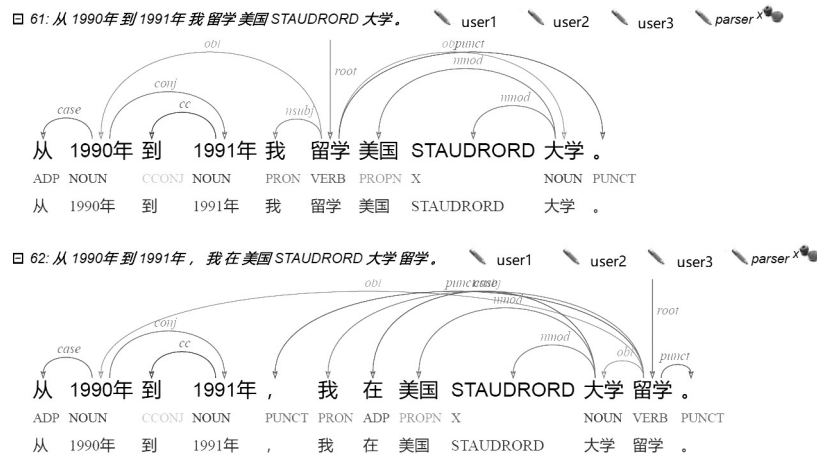 61: 从 1990年 到 1991年 我 留学 美国 STAUDRORD 大学 。 user1 user2 user3 parser x
obl punct
root nmod
conj
case cc nsubj nmod
从 1990年 到 1991年 我 留学 美国 STAUDRORD 大学 。
ADP NOUN CCONJ NOUN PRON VERB PROPN X NOUN PUNCT
从 1990年 到 1991年 我 留学 美国 STAUDRORD 大学 。
62: 从 1990年 到 1991年 ， 我 在 美国 STAUDRORD 大学 留学 。 user1 user2 user3 parser x
obl punct case
nmod
conj root
case cc nmod obl punct
从 1990年 到 1991年 ， 我 在 美国 STAUDRORD 大学 留学 。
ADP NOUN CCONJ NOUN PUNCT PRON ADP PROPN X NOUN VERB PUNCT
从 1990年 到 1991年 ， 我 在 美国 STAUDRORD 大学 留学 。